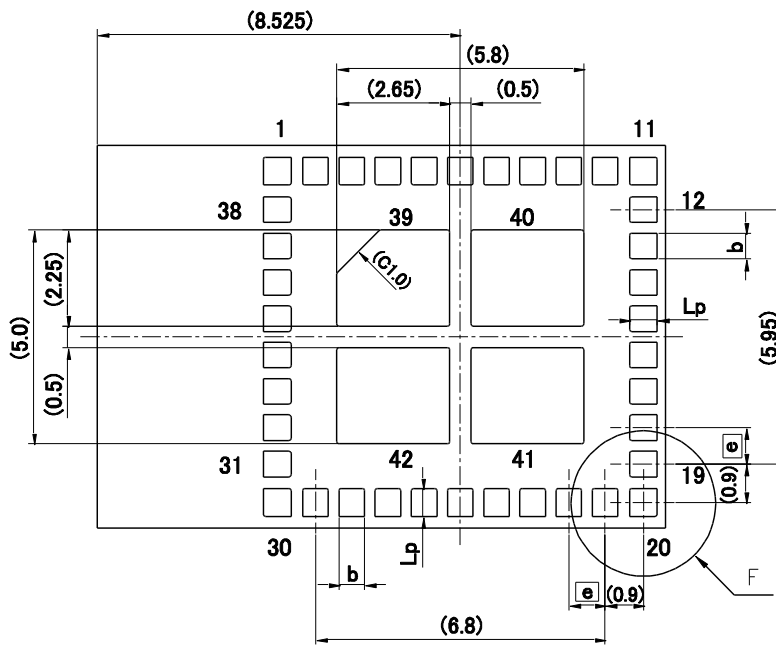 (8.525)
(5.8)
(2.65)
(0.5)
1
11
38
39
40
12
b
(C1.0)
(2.25)
(5.0)
(0.5)
Lp
(5.95)
31
42
41
e
19
(0.9)
30
b
Lp
20
F
e
(0.9)
(6.8)